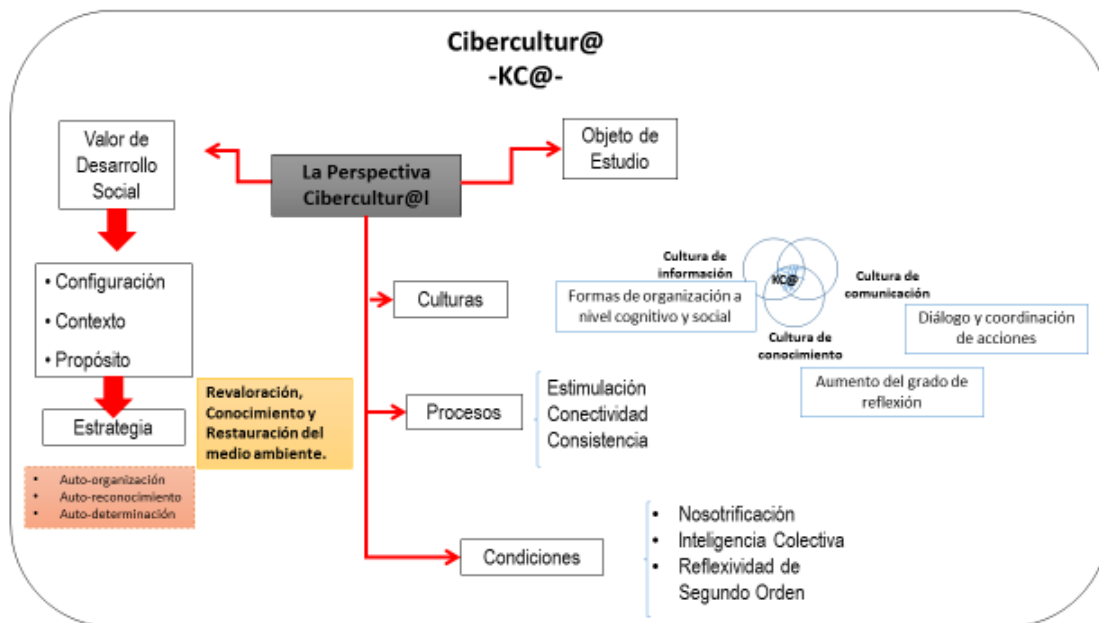 Cibercultur@
-KC@-
Valor de
Desarrollo
Social
Objeto de
Estudio
La Perspectiva
Cibercultur@l
• Configuración
• Contexto
• Propósito
Estrategia
• Auto-organización
• Auto-reconocimiento
• Auto-determinación
Revaloración,
Conocimiento y
Restauración del
medio ambiente.
Culturas
Cultura de
información
KC@
Cultura de
comunicación
Formas de organización a
nivel cognitivo y social
Diálogo y coordinación
de acciones
Cultura de
conocimiento
Aumento del grado de
reflexión
Procesos
Estimulación
Conectividad
Consistencia
Condiciones
• Nosotrificación
• Inteligencia Colectiva
• Reflexividad de
Segundo Orden